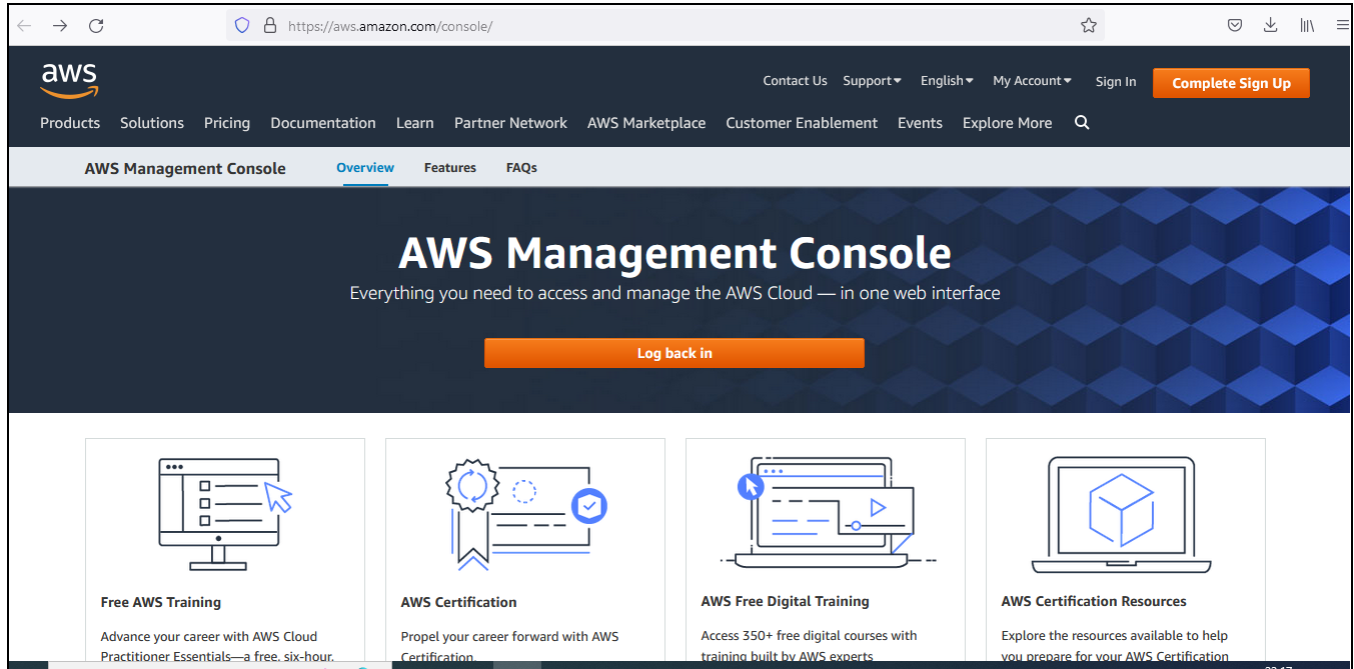 https://aws.amazon.com/console/
aws
Contact Us Support English My Account Sign In Complete Sign Up
Products Solutions Pricing Documentation Learn Partner Network AWS Marketplace Customer Enablement Events Explore More
AWS Management Console Overview Features FAQs
AWS Management Console
Everything you need to access and manage the AWS Cloud — in one web interface
Log back in
Free AWS Training
Advance your career with AWS Cloud
Practitioner Essentials—a free, six-hour,
AWS Certification
Propel your career forward with AWS
Certification.
AWS Free Digital Training
Access 350+ free digital courses with
training built by AWS experts
AWS Certification Resources
Explore the resources available to help
you prepare for your AWS Certification